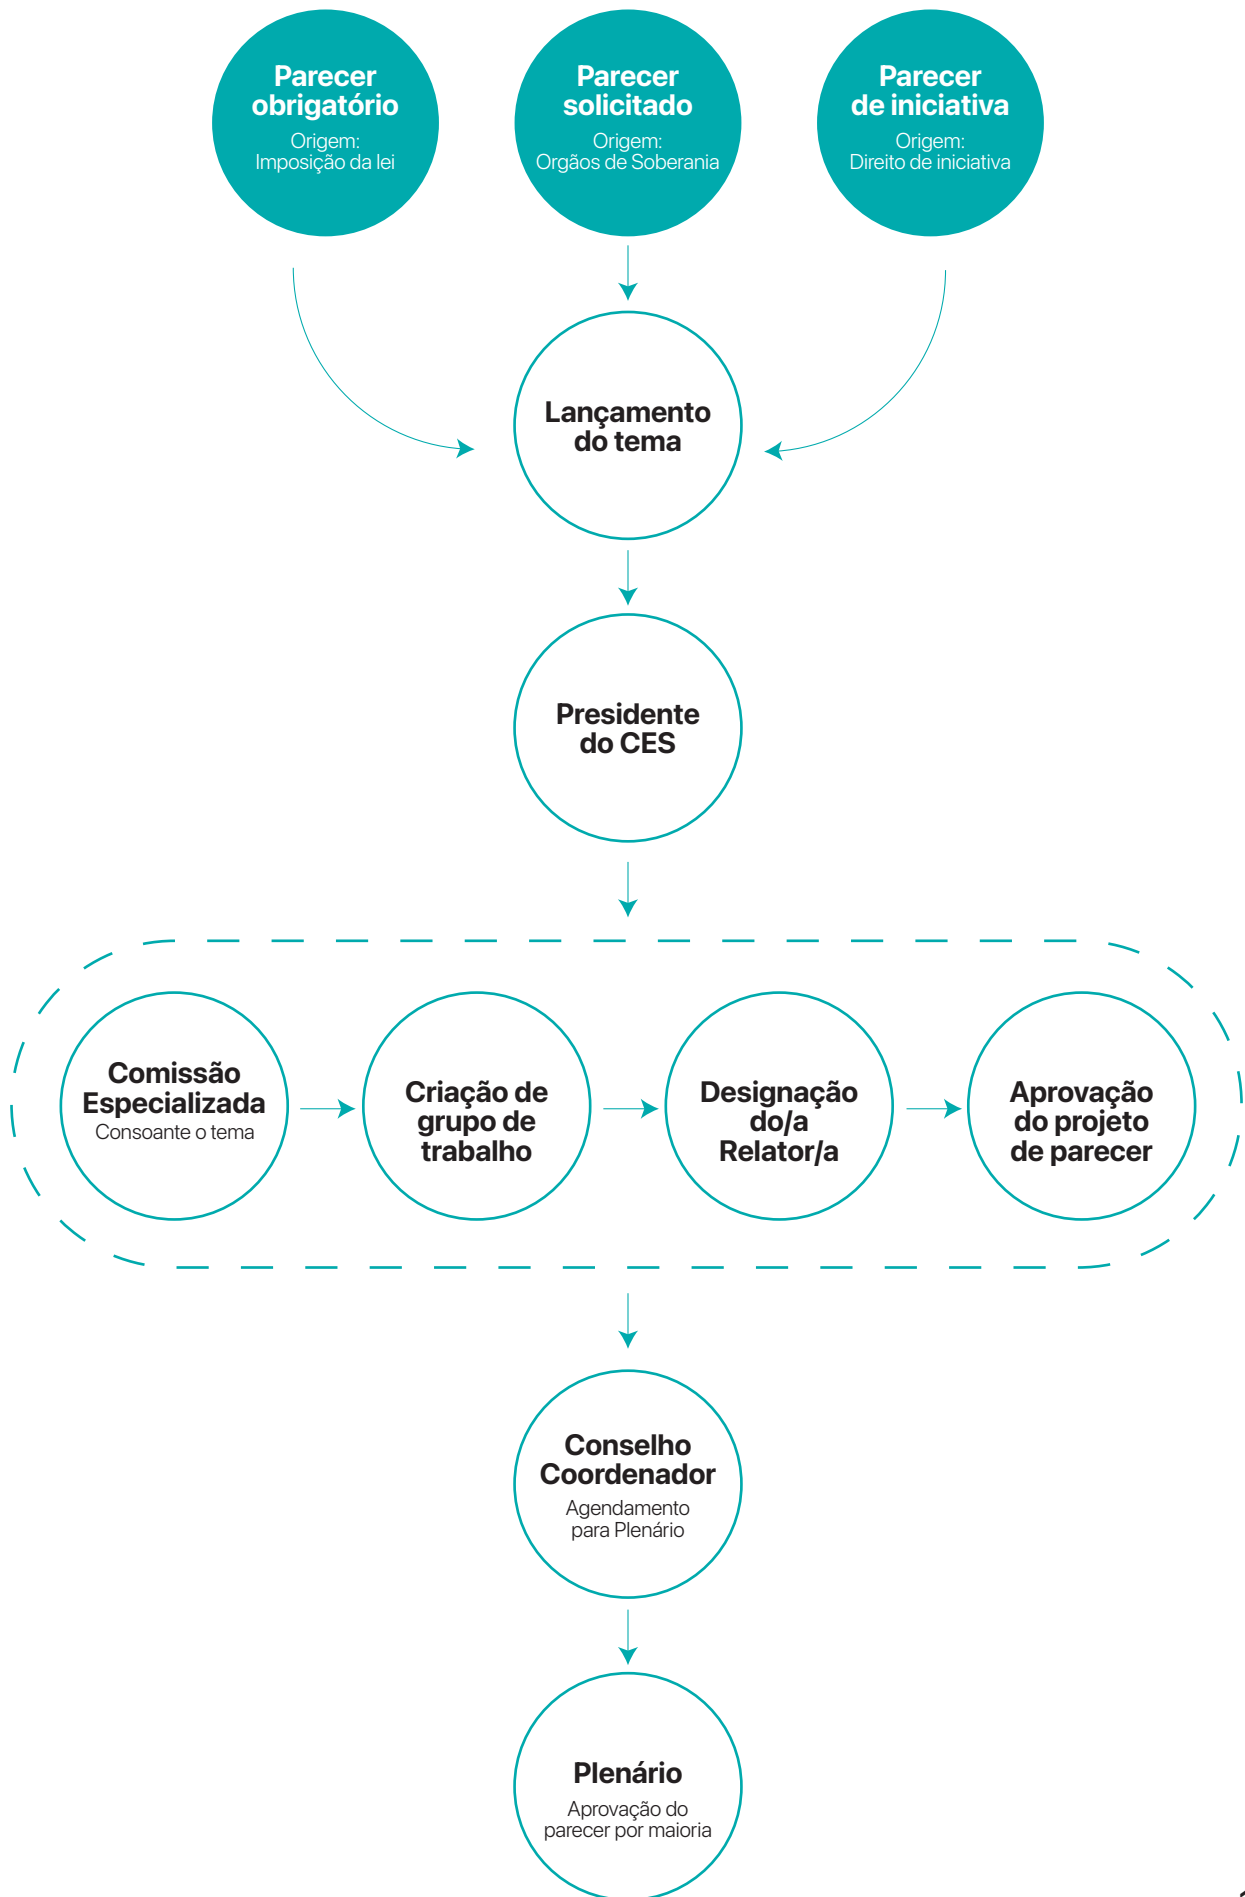 Parecer
obrigatório
Origem:
Imposição da lei
Parecer
solicitado
Origem:
Orgãos de Soberania
Parecer
de iniciativa
Origem:
Direito de iniciativa
Lançamento
do tema
Presidente
do CES
Comissão
Especializada
Consoante o tema
Criação de
grupo de
trabalho
Designação
do/a
Relator/a
Aprovação
do projeto
de parecer
Conselho
Coordenador
Agendamento
para Plenário
Plenário
Aprovação do
parecer por maioria